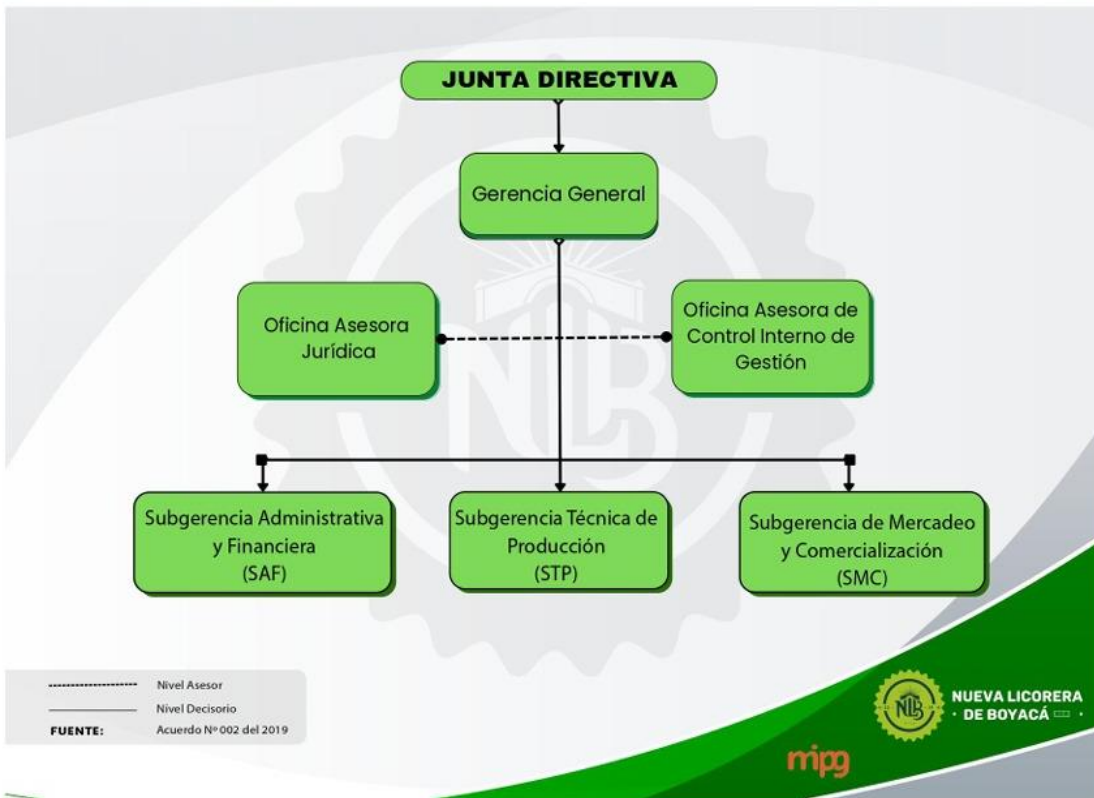 JUNTA DIRECTIVA
Gerencia General
Oficina Asesora
Jurídica
Oficina Asesora de
Control Interno de
Gestión
Subgerencia Administrativa
y Financiera
(SAF)
Subgerencia Técnica de
Producción
(STP)
Subgerencia de Mercadeo
y Comercialización
(SMC)
Nivel Asesor
Nivel Decisorio
FUENTE: Acuerdo Nº 002 del 2019
NLB
NUEVA LICORERA
· DE BOYACÁ ·
mipg